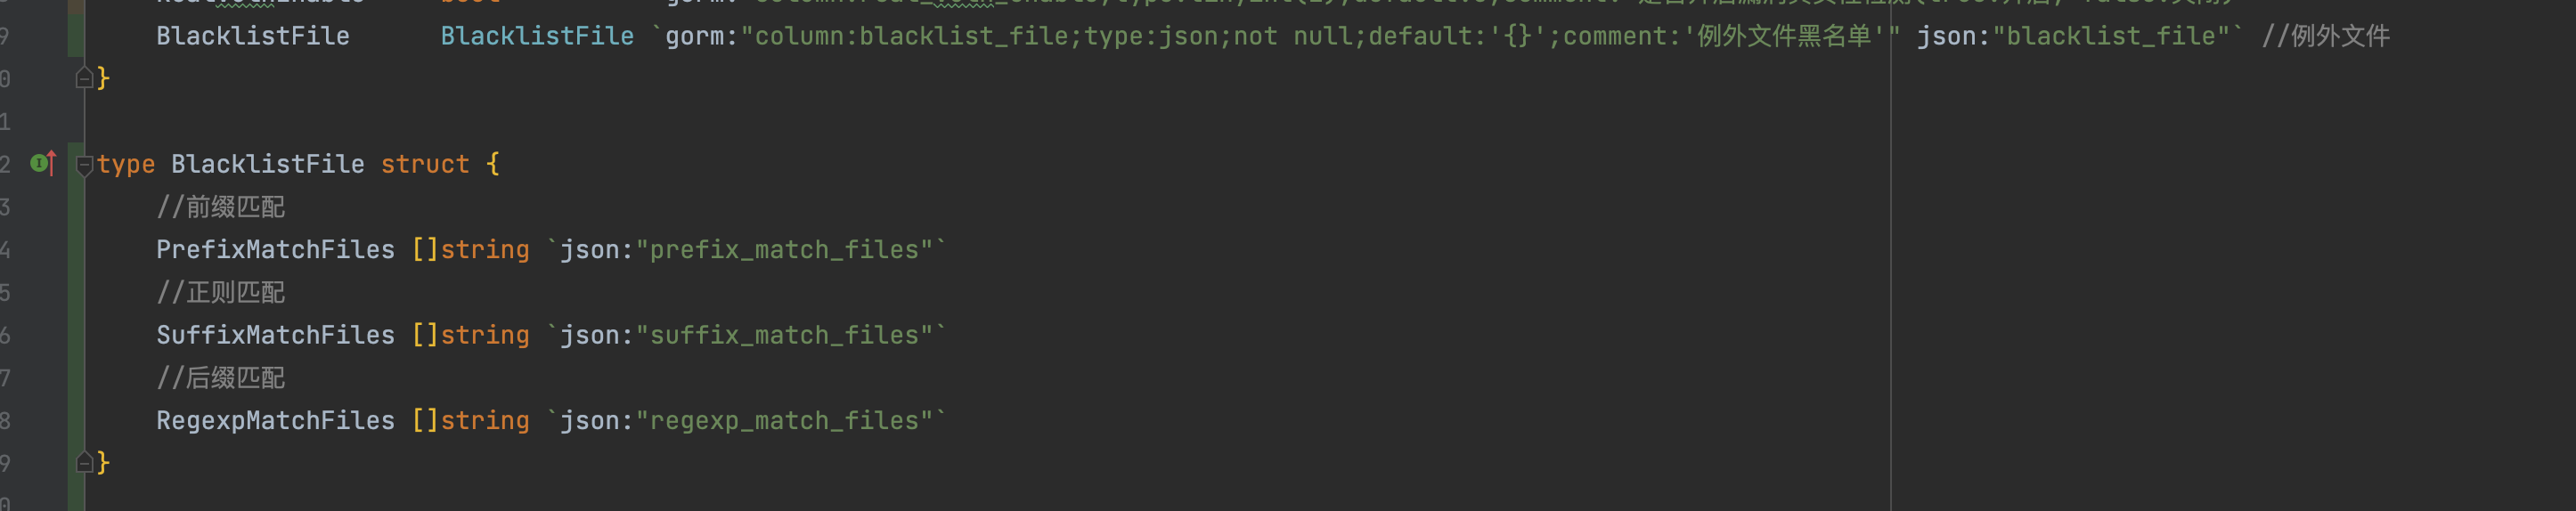 9 BlacklistFile BlacklistFile `gorm:"column:blacklist_file;type:json;not null;default:'{}';comment:'例外文件黑名单'" json:"blacklist_file"` //例外文件
0 }
1
2 type BlacklistFile struct {
3 //前缀匹配
4 PrefixMatchFiles []string `json:"prefix_match_files"`
5 //正则匹配
6 SuffixMatchFiles []string `json:"suffix_match_files"`
7 //后缀匹配
8 RegexpMatchFiles []string `json:"regexp_match_files"`
9 }
0